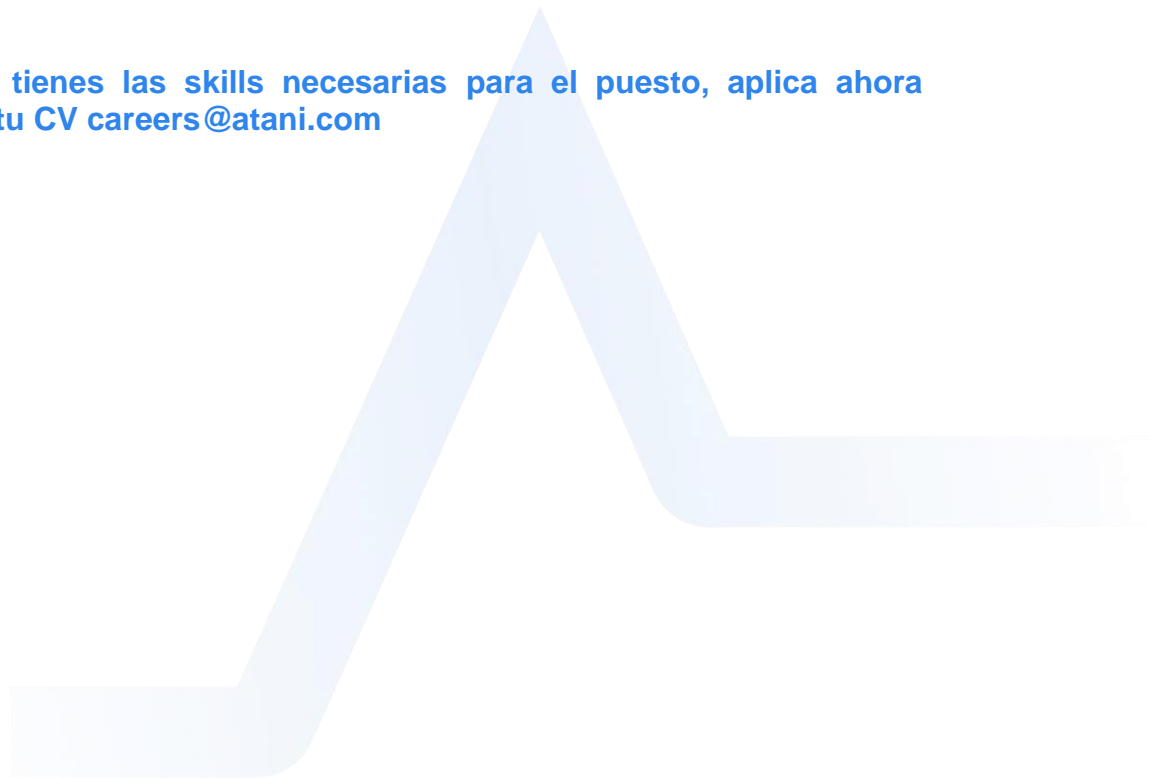 tienes las skills necesarias para el puesto, aplica ahora
tu CV careers@atani.com